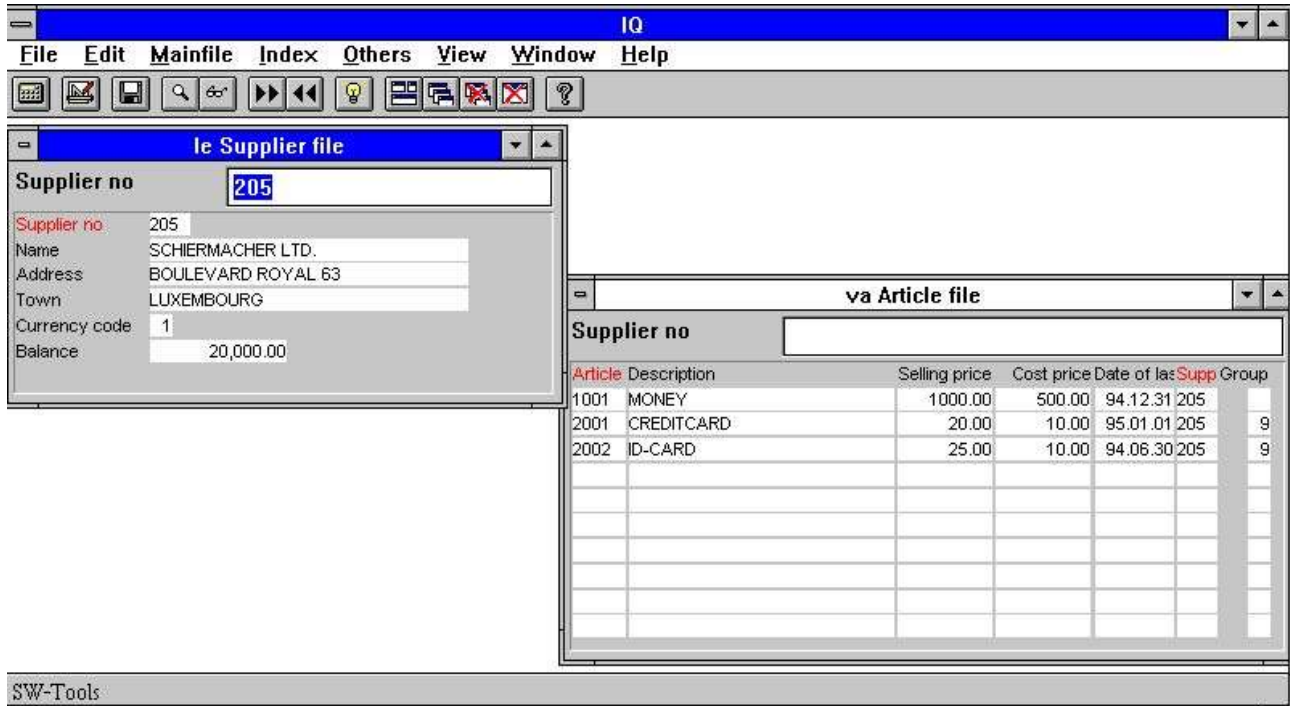 IQ
File Edit Mainfile Index Others View Window Help
le Supplier file
Supplier no 205
Supplier no 205
Name SCHIERMACHER LTD.
Address BOULEVARD ROYAL 63
Town LUXEMBOURG
Currency code 1
Balance 20,000.00
va Article file
Supplier no
Article Description Selling price Cost price Date of las Supp Group
1001 MONEY 1000.00 500.00 94.12.31 205
2001 CREDITCARD 20.00 10.00 95.01.01 205 9
2002 ID-CARD 25.00 10.00 94.06.30 205 9
SW-Tools